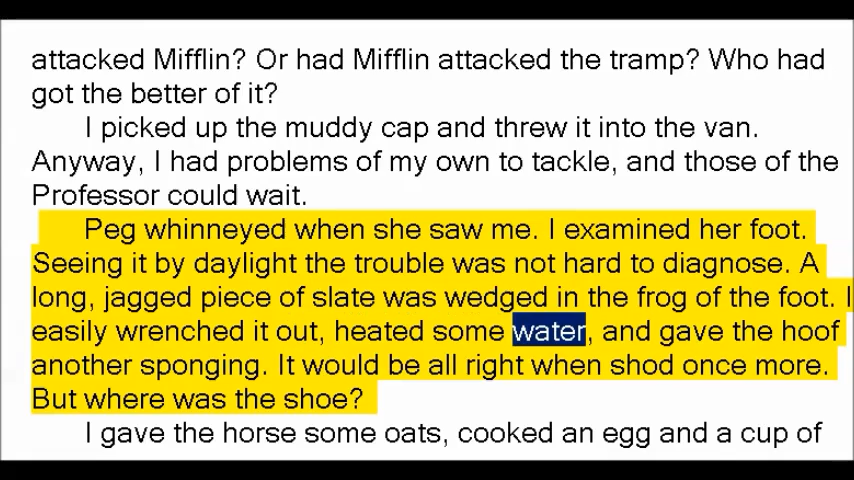 attacked Mifflin? Or had Mifflin attacked the tramp? Who had
got the better of it?
I picked up the muddy cap and threw it into the van.
Anyway, I had problems of my own to tackle, and those of the
Professor could wait.
Peg whinneyed when she saw me. I examined her foot.
Seeing it by daylight the trouble was not hard to diagnose. A
long, jagged piece of slate was wedged in the frog of the foot. I
easily wrenched it out, heated some water, and gave the hoof
another sponging. It would be all right when shod once more.
But where was the shoe?
I gave the horse some oats, cooked an egg and a cup of